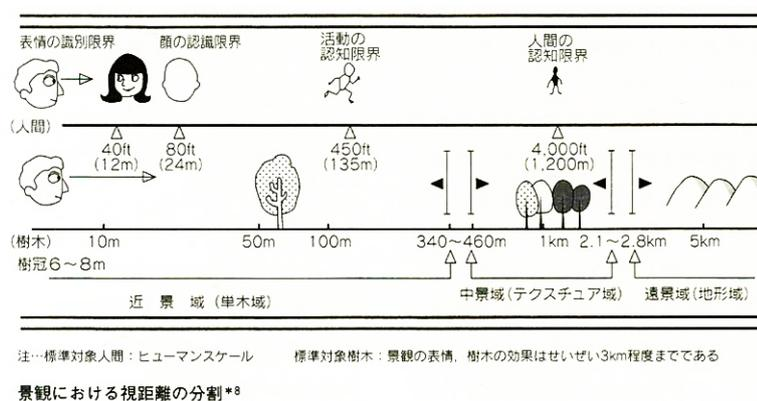 表情の識別限界
顔の認識限界
活動の
認知限界
人間の
認知限界
(人間)
40ft
(12m)
80ft
(24m)
450ft
(135m)
4,000ft
(1,200m)
(樹木)
10m
50m
100m
340〜460m
1km
2.1〜2.8km
5km
樹冠6〜8m
近 景 域 (単木域)
中景域(テクスチュア域)
遠景域(地形域)
注…標準対象人間:ヒューマンスケール
標準対象樹木:景観の表情,樹木の効果はせいぜい3km程度までである
景観における視距離の分割*8